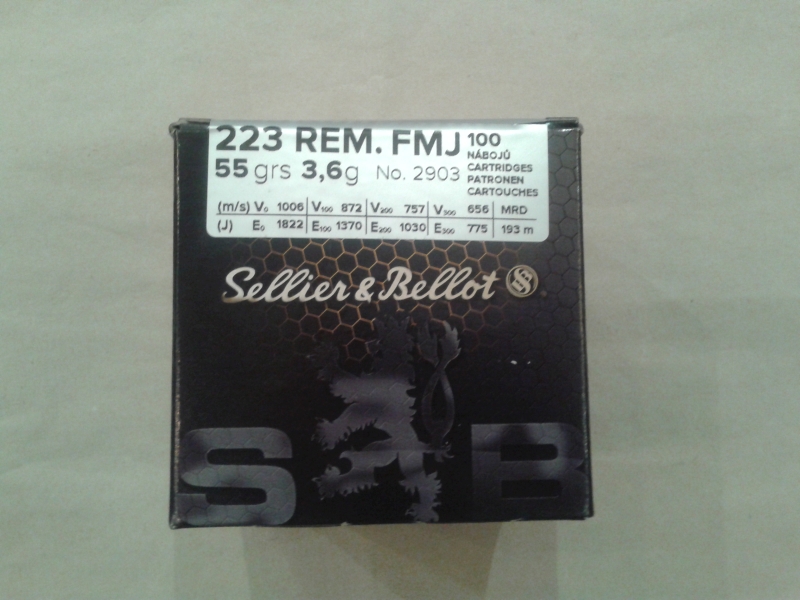 223 REM. FMJ 100
55 grs 3,6g No. 2903
NÁBOJŮ
CARTRIDGES
PATRONEN
CARTOUCHES
(m/s) V₀ 1006 V₁₀₀ 872 V₂₀₀ 757 V₃₀₀ 656 MRD
(J) E₀ 1822 E₁₀₀ 1370 E₂₀₀ 1030 E₃₀₀ 775 193 m
Sellier & Bellot
S B